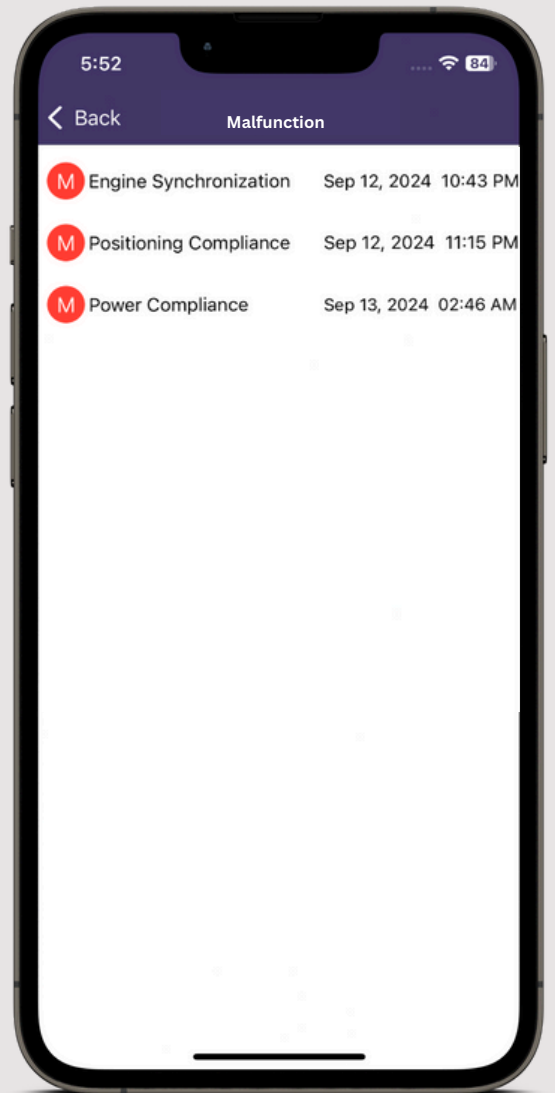 5:52
84
Back
Malfunction
M Engine Synchronization Sep 12, 2024 10:43 PM
M Positioning Compliance Sep 12, 2024 11:15 PM
M Power Compliance Sep 13, 2024 02:46 AM